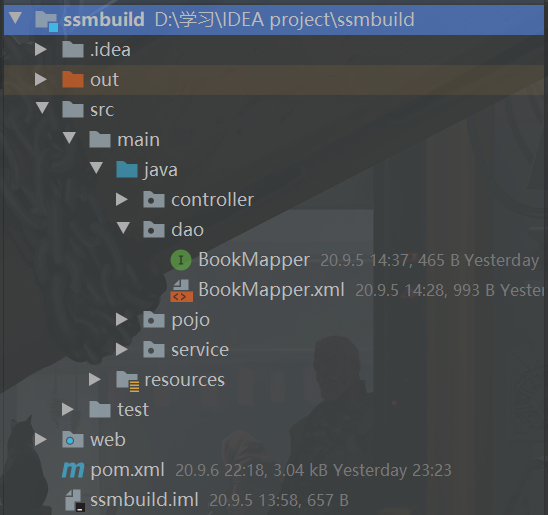 ssmbuild D:\学习\IDEA project\ssmbuild
.idea
out
src
main
java
controller
dao
I BookMapper 20.9.5 14:37, 465 B Yesterday
BookMapper.xml 20.9.5 14:28, 993 B Yester
pojo
service
resources
test
web
m pom.xml 20.9.6 22:18, 3.04 kB Yesterday 23:23
ssmbuild.iml 20.9.5 13:58, 657 B